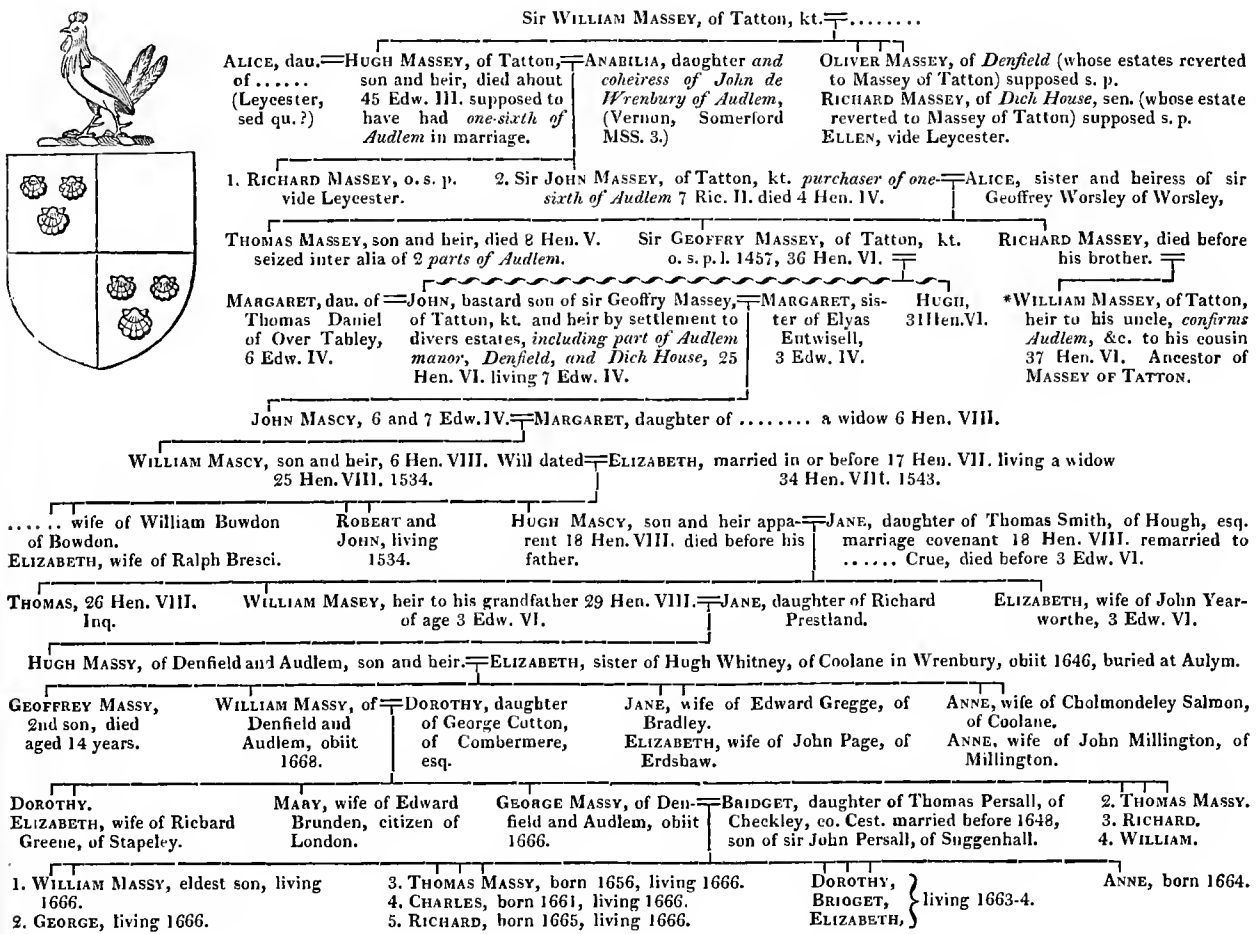 Sir WILLIAM MASSEY, of Tatton, kt.=........
ALICE, dau.
of ......
(Leycester,
sed qu. ?)
=HUGH MASSEY, of Tatton,=
son and heir, died about
45 Edw. III. supposed to
have had one-sixth of
Audlem in marriage.
ANABILIA, daughter and
coheiress of John de
Wrenbury of Audlem,
(Vernon, Somerford
MSS. 3.)
OLIVER MASSEY, of Denfield (whose estates reverted
to Massey of Tatton) supposed s. p.
RICHARD MASSEY, of Dich House, sen. (whose estate
reverted to Massey of Tatton) supposed s. p.
ELLEN, vide Leycester.
1. RICHARD MASSEY, o. s. p.
vide Leycester.
2. Sir JOHN MASSEY, of Tatton, kt. purchaser of one-
sixth of Audlem 7 Ric. II. died 4 Hen. IV.
=ALICE, sister and heiress of sir
Geoffrey Worsley of Worsley,
THOMAS MASSEY, son and heir, died 8 Hen. V.
seized inter alia of 2 parts of Audlem.
Sir GEOFFRY MASSEY, of Tatton, kt.
o. s. p. l. 1457, 36 Hen. VI. =
RICHARD MASSEY, died before
his brother. =
MARGARET, dau. of
Thomas Daniel
of Over Tabley,
6 Edw. IV.
=JOHN, bastard son of sir Geoffry Massey,=
of Tatton, kt. and heir by settlement to
divers estates, including part of Audlem
manor, Denfield, and Dich House, 25
Hen. VI. living 7 Edw. IV.
MARGARET, sis-
ter of Elyas
Entwisell,
3 Edw. IV.
HUGH,
31 Hen. VI.
*WILLIAM MASSEY, of Tatton,
heir to his uncle, confirms
Audlem, &c. to his cousin
37 Hen. VI. Ancestor of
MASSEY OF TATTON.
JOHN MASCY, 6 and 7 Edw. IV.=MARGARET, daughter of ........ a widow 6 Hen. VIII.
WILLIAM MASCY, son and heir, 6 Hen. VIII. Will dated
25 Hen. VIII. 1534.
=ELIZABETH, married in or before 17 Hen. VII. living a widow
34 Hen. VIII. 1543.
...... wife of William Buwdon
of Bowdon.
ELIZABETH, wife of Ralph Bresci.
ROBERT and
JOHN, living
1534.
HUGH MASCY, son and heir appa-
rent 18 Hen. VIII. died before his
father.
=JANE, daughter of Thomas Smith, of Hough, esq.
marriage covenant 18 Hen. VIII. remarried to
...... Crue, died before 3 Edw. VI.
THOMAS, 26 Hen. VIII.
Inq.
WILLIAM MASEY, heir to his grandfather 29 Hen. VIII.
of age 3 Edw. VI.
=JANE, daughter of Richard
Prestland.
ELIZABETH, wife of John Year-
worthe, 3 Edw. VI.
HUGH MASSY, of Denfield and Audlem, son and heir.=ELIZABETH, sister of Hugh Whitney, of Coolane in Wrenbury, obiit 1646, buried at Aulym.
GEOFFREY MASSY,
2nd son, died
aged 14 years.
WILLIAM MASSY, of
Denfield and
Audlem, obiit
1668.
=DOROTHY, daughter
of George Cotton,
of Combermere,
esq.
JANE, wife of Edward Gregge, of
Bradley.
ELIZABETH, wife of John Page, of
Erdshaw.
ANNE, wife of Cholmondeley Salmon,
of Coolane.
ANNE, wife of John Millington, of
Millington.
DOROTHY.
ELIZABETH, wife of Richard
Greene, of Stapeley.
MARY, wife of Edward
Brunden, citizen of
London.
GEORGE MASSY, of Den-
field and Audlem, obiit
1666.
=BRIDGET, daughter of Thomas Persall, of
Checkley, co. Cest. married before 1648,
son of sir John Persall, of Suggenhall.
2. THOMAS MASSY.
3. RICHARD.
4. WILLIAM.
1. WILLIAM MASSY, eldest son, living
1666.
2. GEORGE, living 1666.
3. THOMAS MASSY, born 1656, living 1666.
4. CHARLES, born 1661, living 1666.
5. RICHARD, born 1665, living 1666.
DOROTHY,
BRIDGET,
ELIZABETH,
} living 1663-4.
ANNE, born 1664.